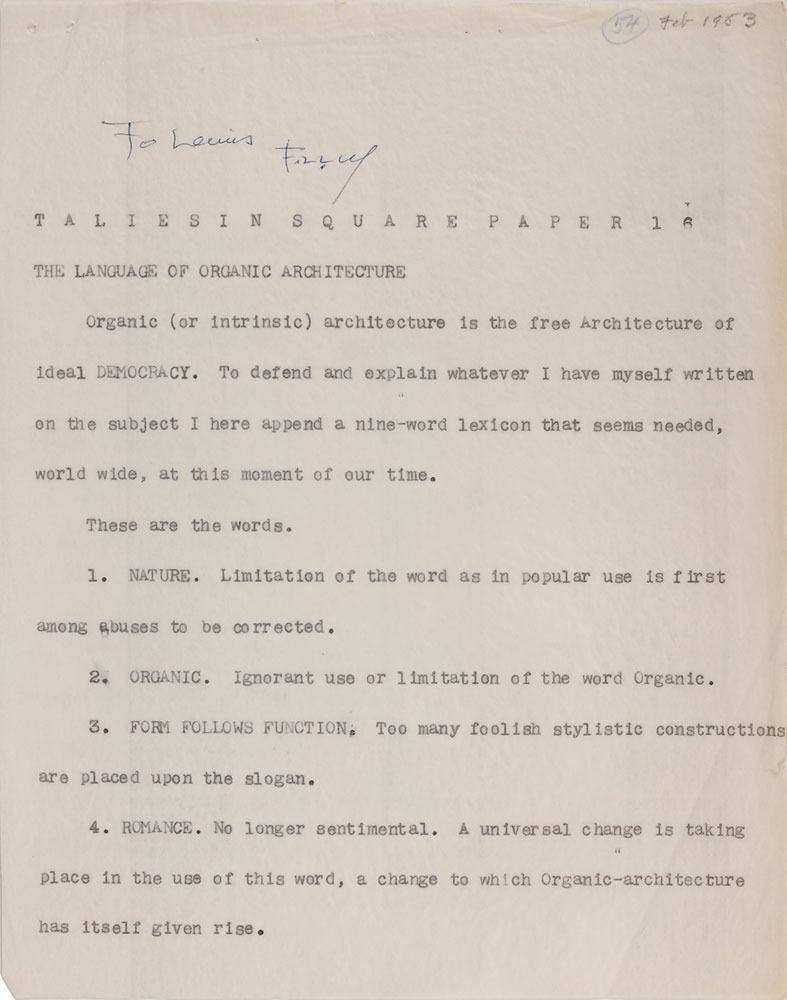 54 Feb 1953
To Lewis
TALIESIN SQUARE PAPER 16
THE LANGUAGE OF ORGANIC ARCHITECTURE
Organic (or intrinsic) architecture is the free Architecture of
ideal DEMOCRACY. To defend and explain whatever I have myself written
on the subject I here append a nine-word lexicon that seems needed,
world wide, at this moment of our time.
These are the words.
1. NATURE. Limitation of the word as in popular use is first
among abuses to be corrected.
2. ORGANIC. Ignorant use or limitation of the word Organic.
3. FORM FOLLOWS FUNCTION. Too many foolish stylistic constructions
are placed upon the slogan.
4. ROMANCE. No longer sentimental. A universal change is taking
place in the use of this word, a change to which Organic-architecture
has itself given rise.